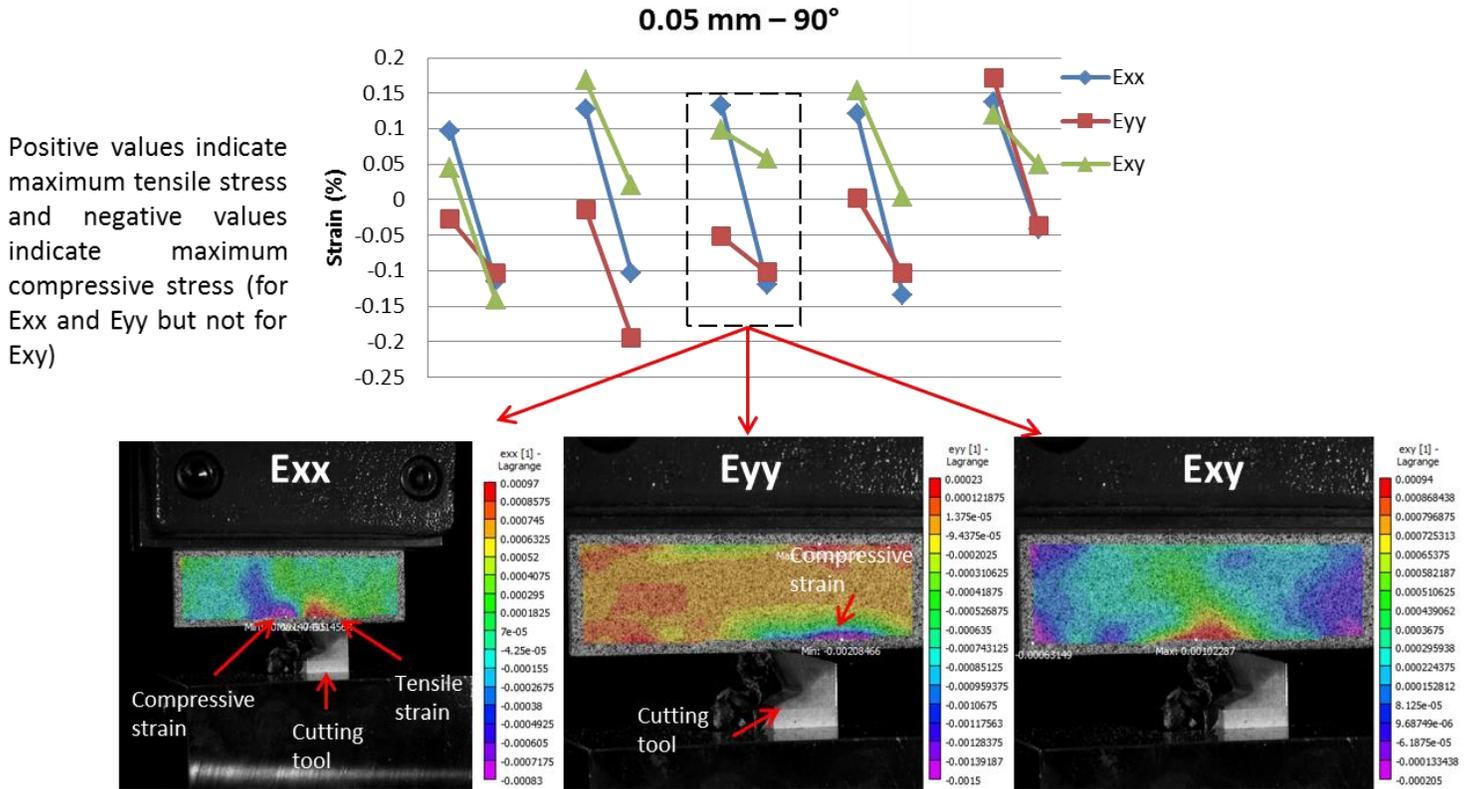 0.05 mm – 90°
Positive values indicate
maximum tensile stress
and negative values
indicate maximum
compressive stress (for
Exx and Eyy but not for
Exy)
Strain (%)
0.2
0.15
0.1
0.05
0
-0.05
-0.1
-0.15
-0.2
-0.25
Exx
Eyy
Exy
Exx
Compressive
strain
Cutting
tool
Tensile
strain
exx [1] -
Lagrange
0.00097
0.0008575
0.000745
0.0006325
0.00052
0.0004075
0.000295
0.0001825
7e-05
-4.25e-05
-0.000155
-0.0002675
-0.00038
-0.0004925
-0.000605
-0.0007175
-0.00083
Eyy
Compressive
strain
Min: -0.00208466
Cutting
tool
eyy [1] -
Lagrange
0.00023
0.000121875
1.375e-05
-9.4375e-05
-0.0002025
-0.000310625
-0.00041875
-0.000526875
-0.000635
-0.000743125
-0.00085125
-0.000959375
-0.0010675
-0.00117563
-0.00128375
-0.00139187
-0.0015
Exy
-0.00063149
Max: 0.00102287
exy [1] -
Lagrange
0.00094
0.000868438
0.000796875
0.000725313
0.00065375
0.000582187
0.000510625
0.000439062
0.0003675
0.000295938
0.000224375
0.000152812
8.125e-05
9.68749e-06
-6.1875e-05
-0.000133438
-0.000205